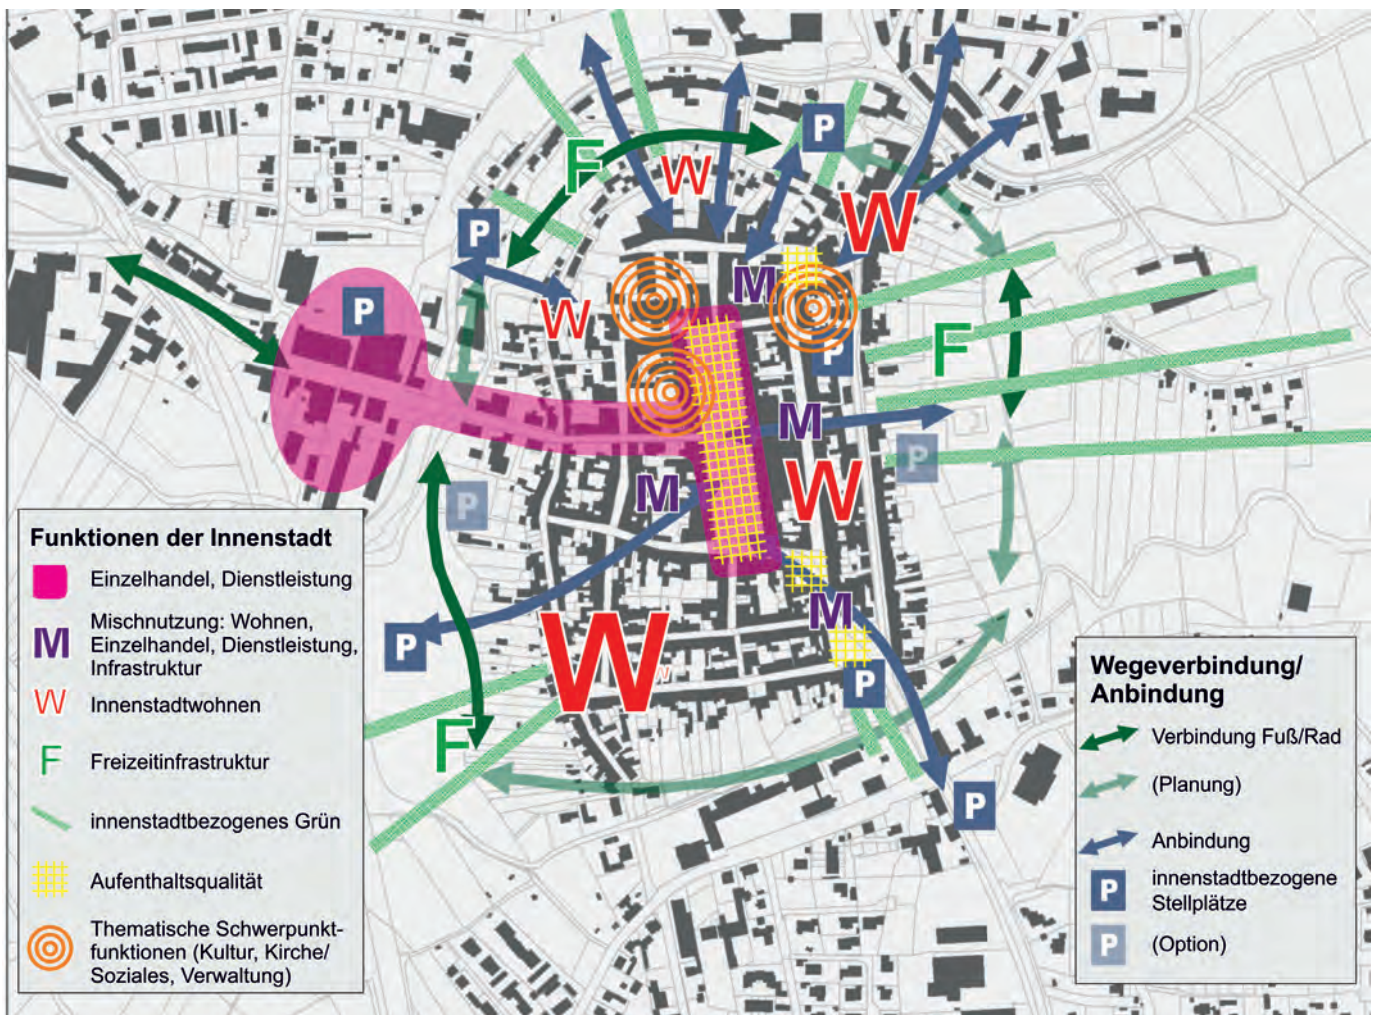 P
F
W
P
W
P
M
W
P
P
F
M
P
W
M
P
M
W
P
P
F
P
Funktionen der Innenstadt
Einzelhandel, Dienstleistung
M Mischnutzung: Wohnen,
Einzelhandel, Dienstleistung,
Infrastruktur
W Innenstadtwohnen
F Freizeitinfrastruktur
innenstadtbezogenes Grün
Aufenthaltsqualität
Thematische Schwerpunkt-
funktionen (Kultur, Kirche/
Soziales, Verwaltung)
Wegeverbindung/
Anbindung
Verbindung Fuß/Rad
(Planung)
Anbindung
P innenstadtbezogene
Stellplätze
P (Option)